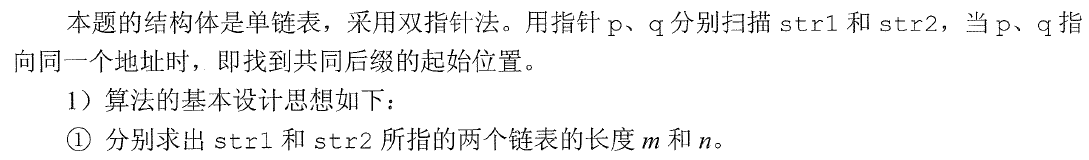 本题的结构体是单链表，采用双指针法。用指针 p、q 分别扫描 str1 和 str2，当 p、q 指
向同一个地址时，即找到共同后缀的起始位置。
1）算法的基本设计思想如下：
① 分别求出 str1 和 str2 所指的两个链表的长度 m 和 n。